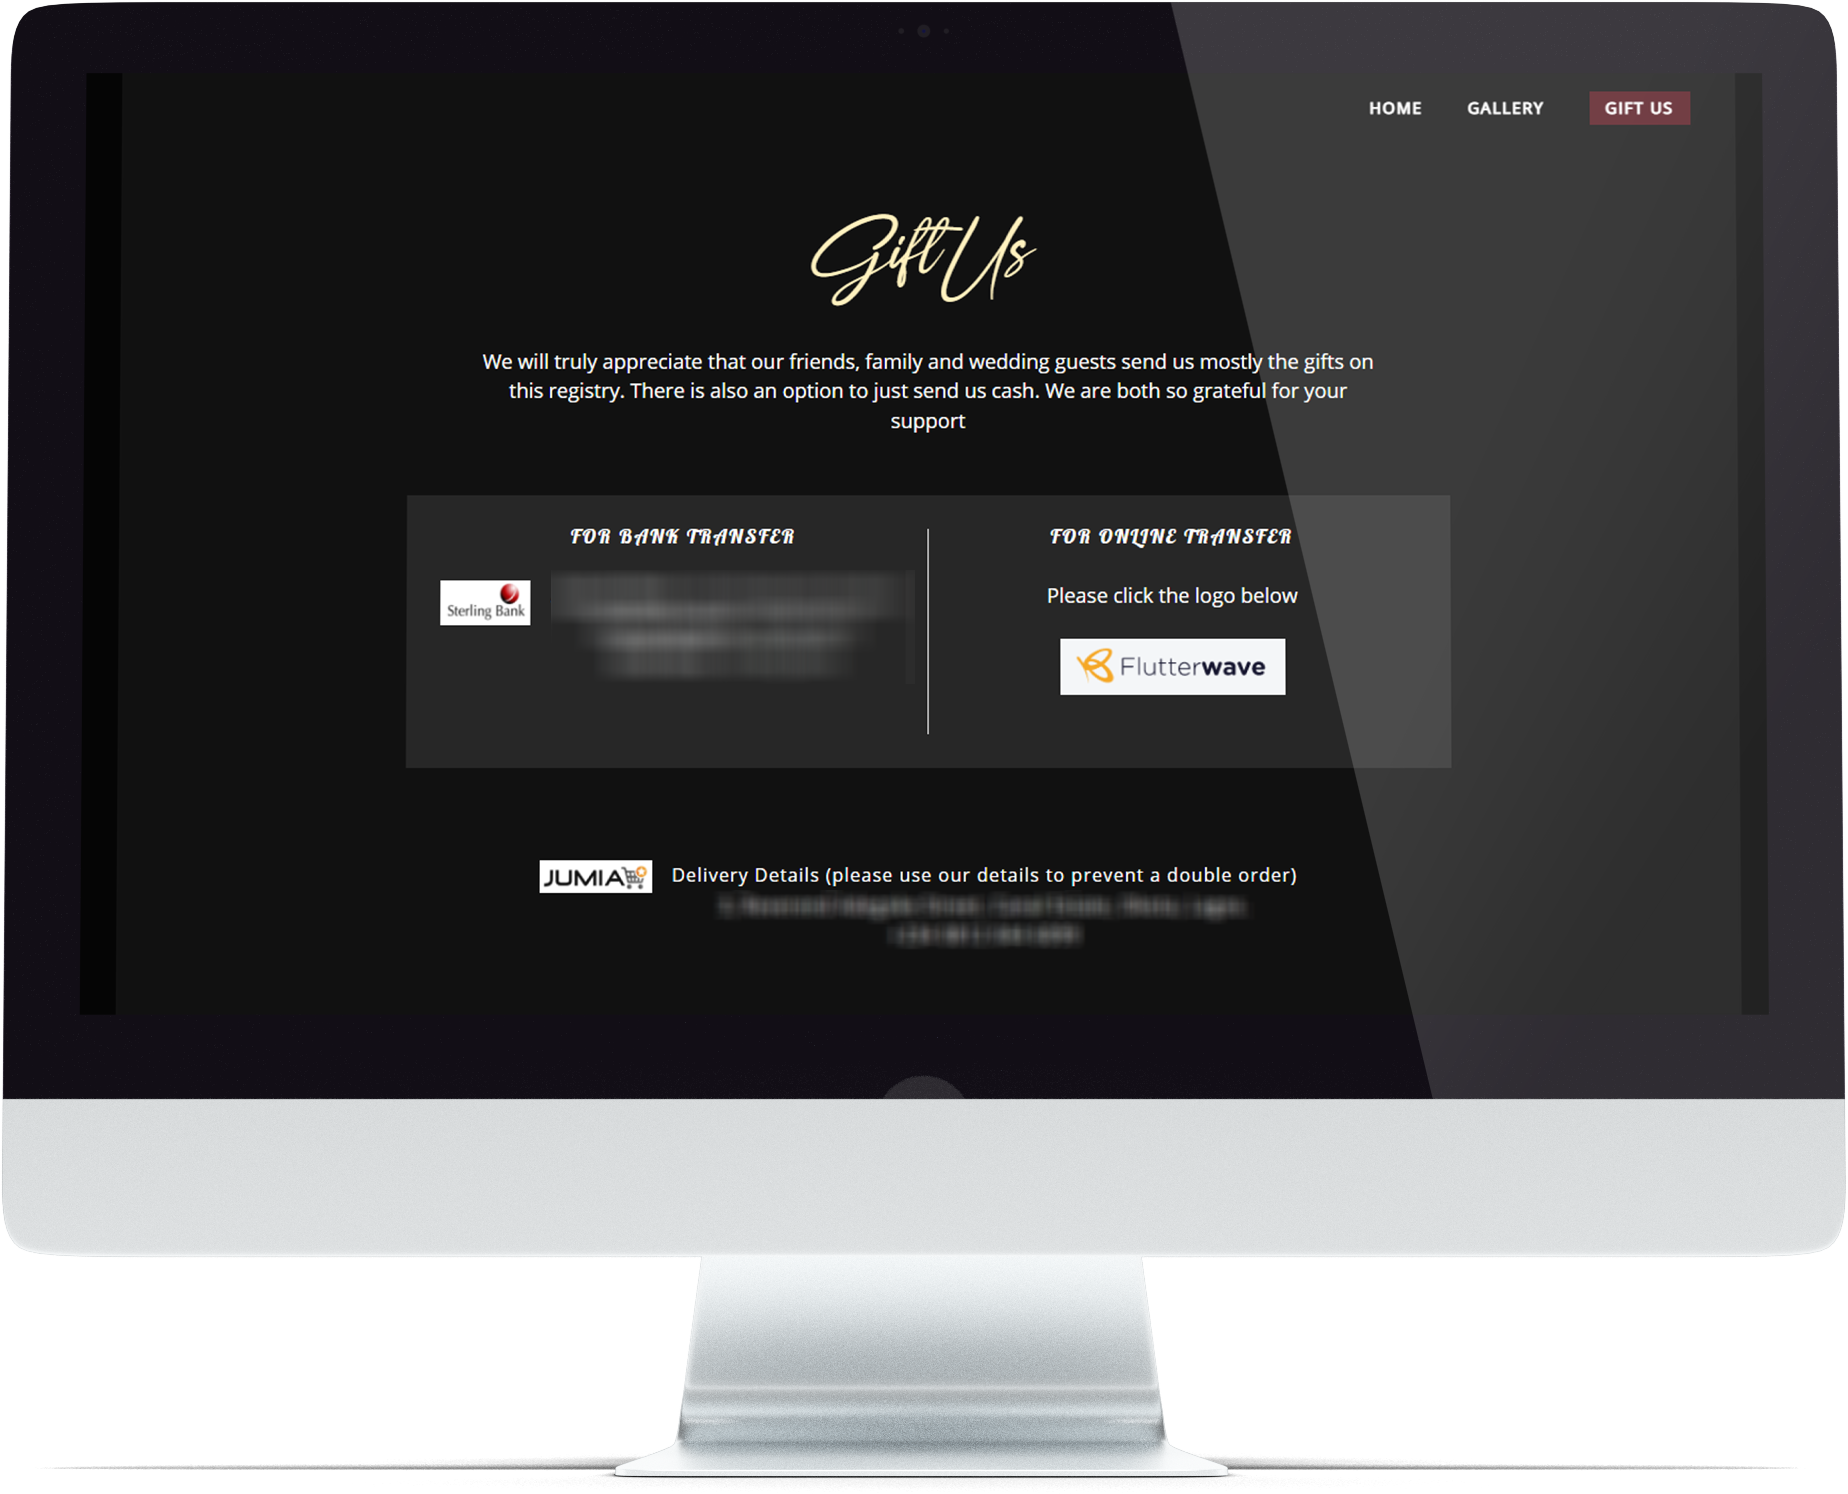 HOME GALLERY GIFT US
Gift Us
We will truly appreciate that our friends, family and wedding guests send us mostly the gifts on
this registry. There is also an option to just send us cash. We are both so grateful for your
support
FOR BANK TRANSFER
Sterling Bank
FOR ONLINE TRANSFER
Please click the logo below
Flutterwave
JUMIA
Delivery Details (please use our details to prevent a double order)